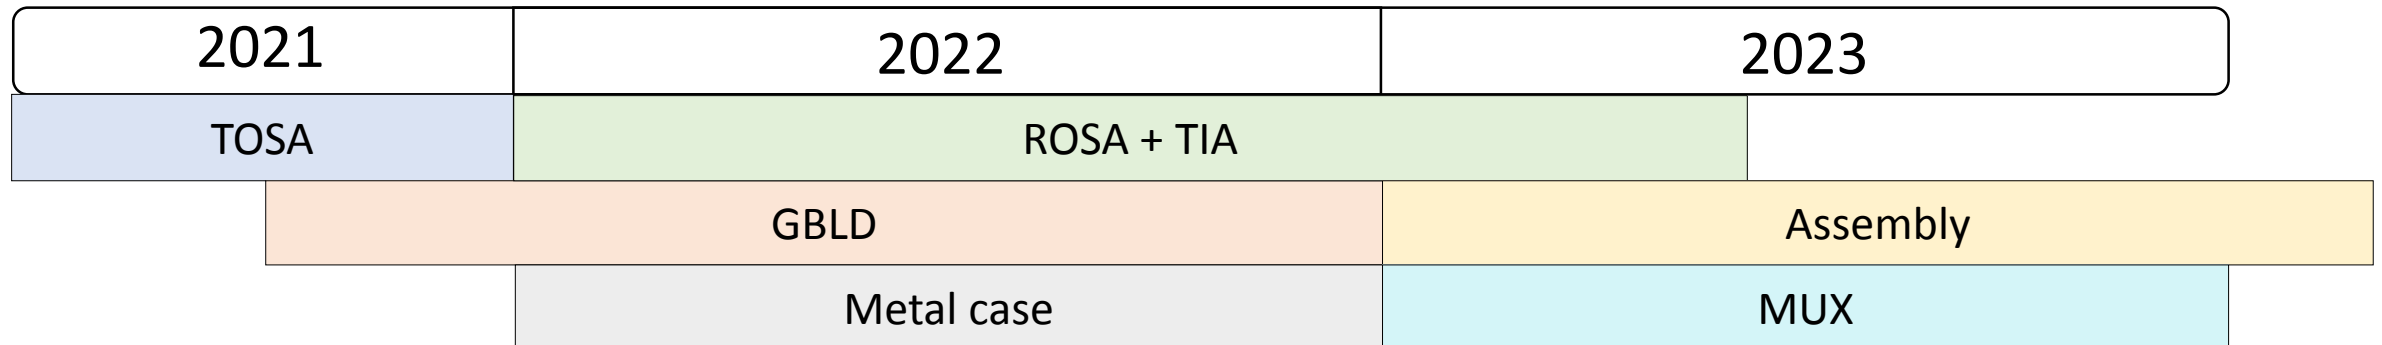 2021 2022 2023
TOSA ROSA + TIA
GBLD Assembly
Metal case MUX